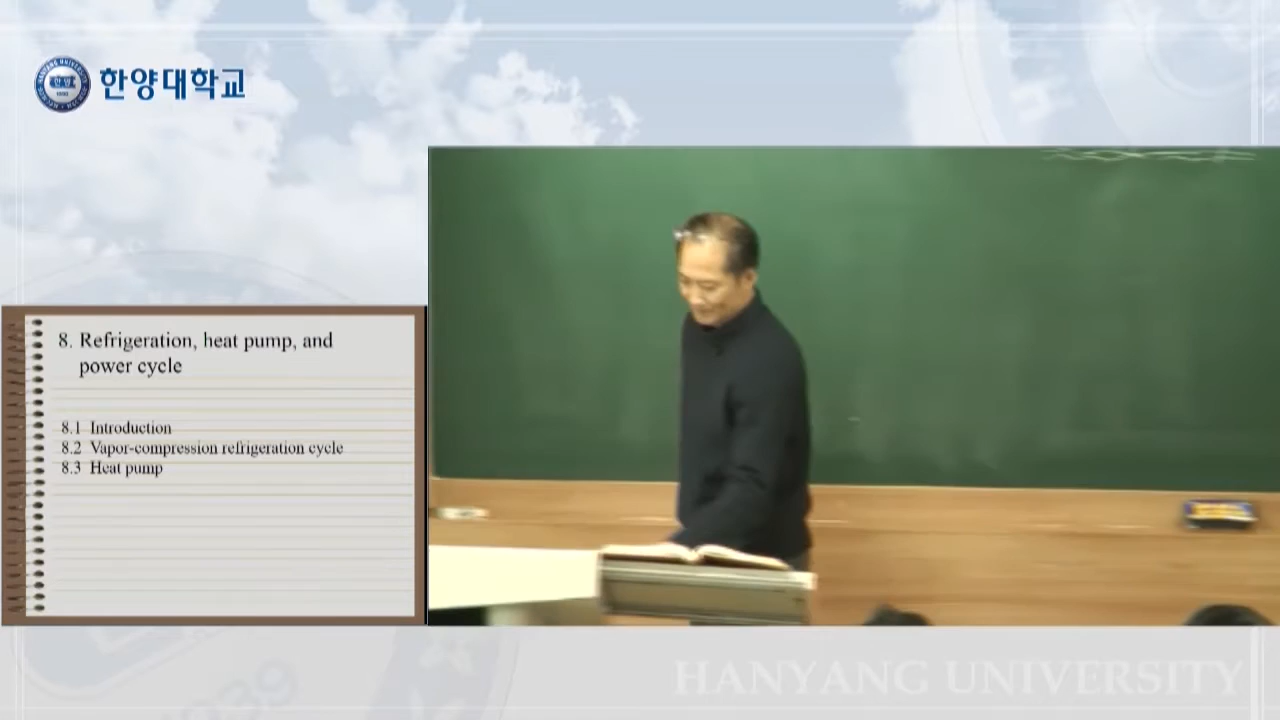 한양대학교
8. Refrigeration, heat pump, and
power cycle
8.1 Introduction
8.2 Vapor-compression refrigeration cycle
8.3 Heat pump
HANYANG UNIVERSITY